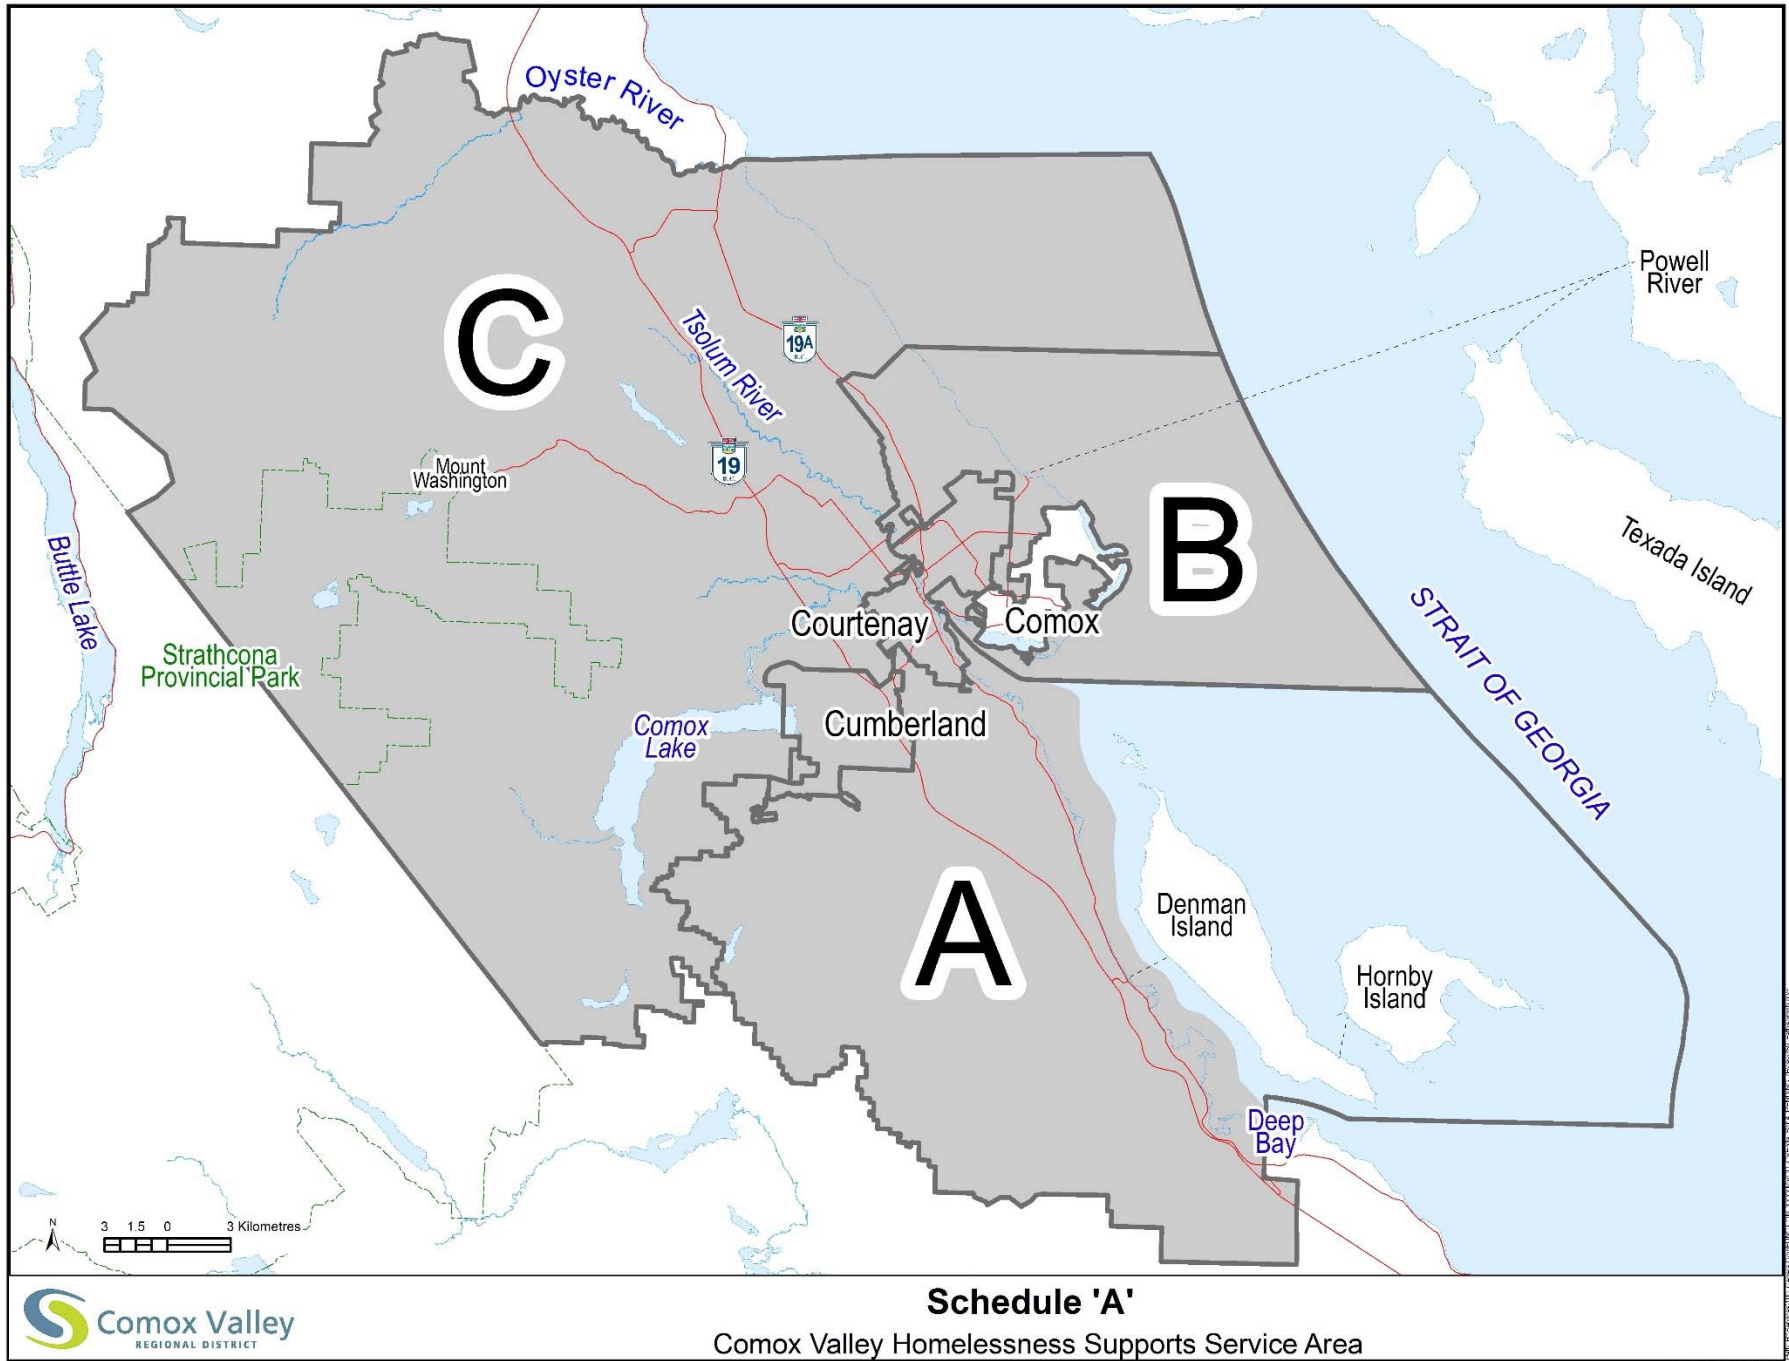 Oyster River
Powell
River
C
19A
B.C.
Tsolum River
19
B.C.
Mount
Washington
B
Texada Island
Buttle Lake
STRAIT OF GEORGIA
Courtenay
Comox
Strathcona
Provincial Park
Comox
Lake
Cumberland
A
Denman
Island
Hornby
Island
Deep
Bay
N
3 1.5 0 3 Kilometres
Comox Valley
REGIONAL DISTRICT
Schedule 'A'
Comox Valley Homelessness Supports Service Area